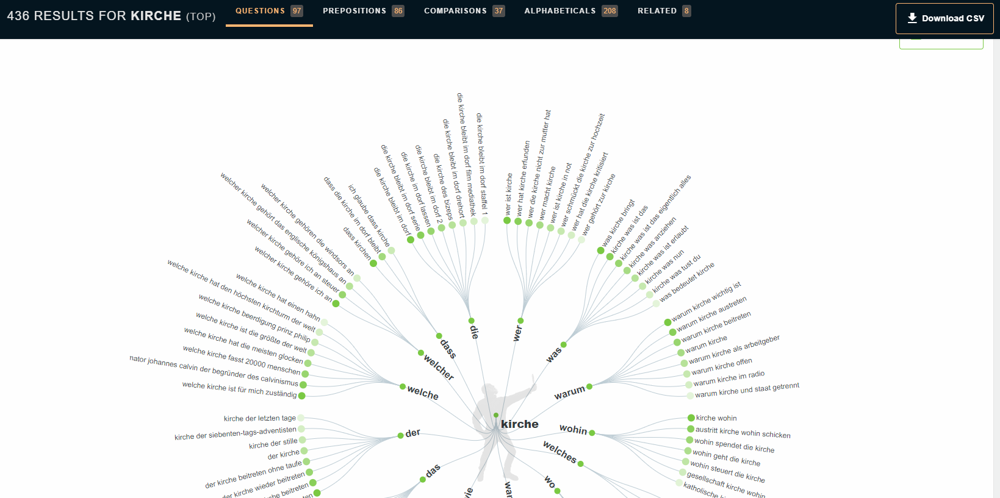 436 RESULTS FOR KIRCHE (TOP)
QUESTIONS 97
PREPOSITIONS 86
COMPARISONS 37
ALPHABETICALS 208
RELATED 8
Download CSV
kirche
wer
wer ist kirche
wer hat kirche erfunden
wer die kirche nicht zur mutter hat
wer macht kirche
wer ist kirche in not
wer schmückt die kirche zur hochzeit
wer hat die kirche kritisiert
wer gehört zur kirche
was
was kirche bringt
kirche was ist das
kirche was ist das eigentlich alles
kirche was anziehen
kirche was ist erlaubt
kirche was nun
kirche was tust du
was bedeutet kirche
warum
warum kirche wichtig ist
warum kirche austreten
warum kirche beitreten
warum kirche
warum kirche als arbeitgeber
warum kirche offen
warum kirche im radio
warum kirche und staat getrennt
wohin
kirche wohin
austritt kirche wohin schicken
wohin spendet die kirche
wohin geht die kirche
wohin steuert die kirche
gesellschaft kirche wohin
katholische
welches
wo
das
der
kirche der letzten tage
kirche der siebenten-tags-adventisten
kirche der stille
der kirche
der kirche beitreten ohne taufe
der kirche wieder beitreten
beitreten
welche
welche kirche hat einen hahn
welche kirche hat den höchsten kirchturm der welt
welche kirche beerdigung prinz philip
welche kirche ist die größte der welt
welche kirche hat die meisten glocken
welche kirche fasst 20000 menschen
nator johannes calvin der begründer des calvinismus
welche kirche ist für mich zuständig
welcher
welcher kirche gehören die windsors an
welcher kirche gehört das englische königshaus an
welcher kirche gehöre ich an steuer
welcher kirche gehöre ich an
dass
ich glaube dass kirche
dass die kirche im dorf bleibt
dass kirchen
die
die kirche bleibt im dorf
die kirche bleibt im dorf serie
die kirche im dorf lassen
die kirche bleibt im dorf 2
die kirche des bizeps
die kirche bleibt im dorf drehort
die kirche bleibt im dorf film mediathek
die kirche bleibt im dorf staffel 1